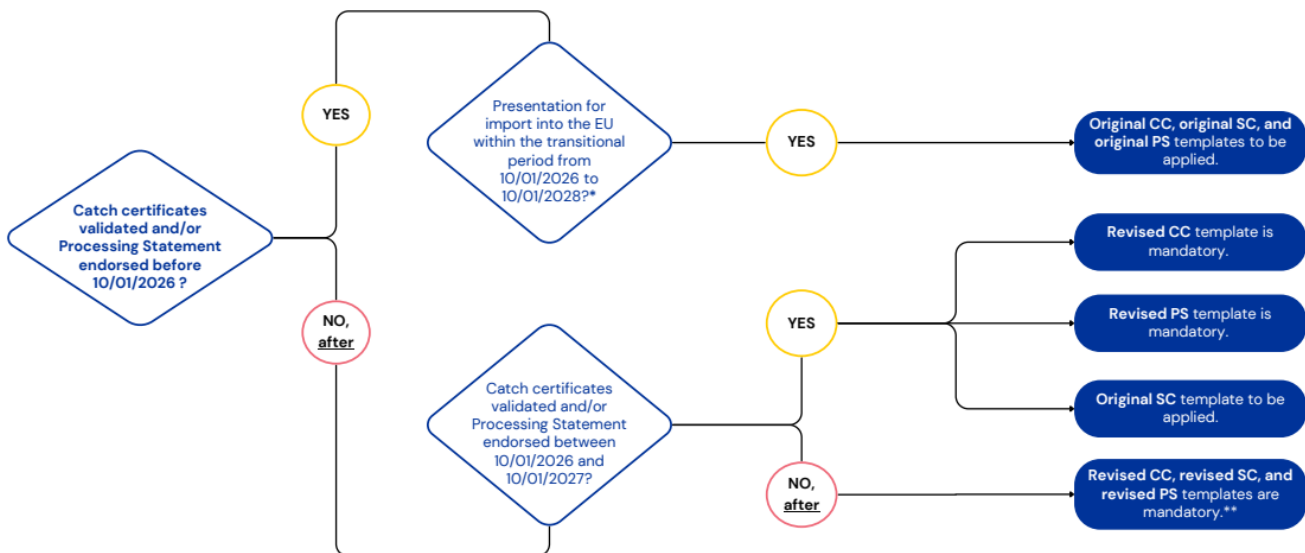 Catch certificates
validated and/or
Processing Statement
endorsed before
10/01/2026 ?
YES
NO,
after
Presentation for
import into the EU
within the transitional
period from
10/01/2026 to
10/01/2028?*
YES
Original CC, original SC, and
original PS templates to be
applied.
Catch certificates
validated and/or
Processing Statement
endorsed between
10/01/2026 and
10/01/2027?
YES
Revised CC template is
mandatory.
Revised PS template is
mandatory.
Original SC template to be
applied.
NO,
after
Revised CC, revised SC, and
revised PS templates are
mandatory.**